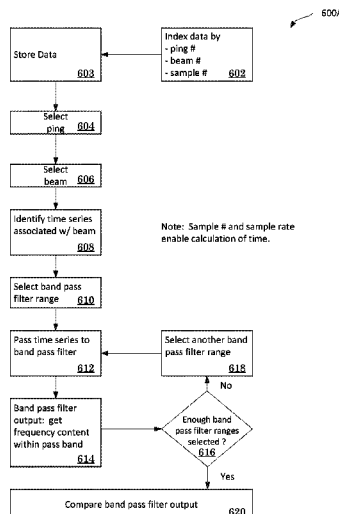 600A
Index data by
- ping #
- beam #
- sample #
602
Store Data
603
Select
ping
604
Select
beam
606
Identify time series
associated w/ beam
608
Note: Sample # and sample rate
enable calculation of time.
Select band pass
filter range
610
Pass time series to
band pass filter
612
Select another band
pass filter range
618
No
Band pass filter
output: get
frequency content
within pass band
614
Enough band
pass filter ranges
selected ?
616
Yes
Compare band pass filter output
620